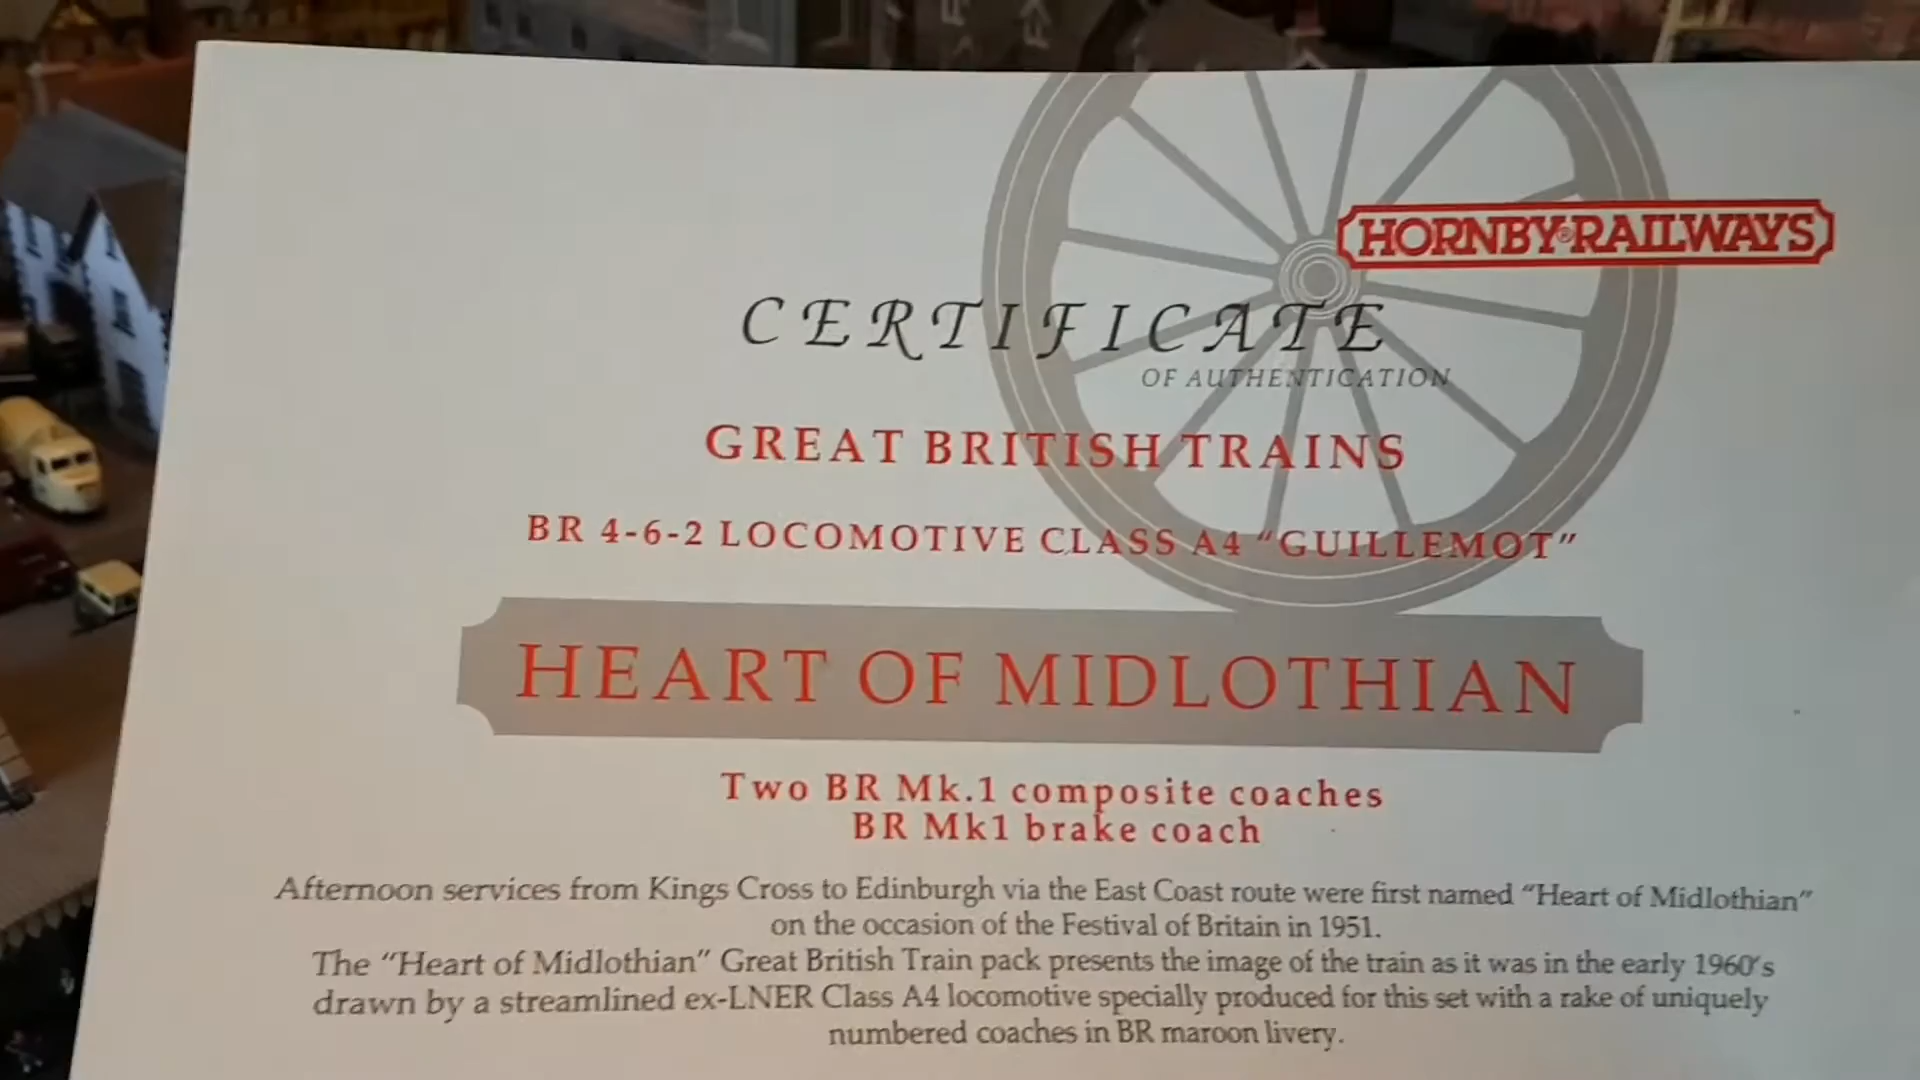 HORNBY®RAILWAYS
CERTIFICATE
OF AUTHENTICATION
GREAT BRITISH TRAINS
BR 4-6-2 LOCOMOTIVE CLASS A4 “GUILLEMOT”
HEART OF MIDLOTHIAN
Two BR Mk.1 composite coaches
BR Mk1 brake coach
Afternoon services from Kings Cross to Edinburgh via the East Coast route were first named “Heart of Midlothian”
on the occasion of the Festival of Britain in 1951.
The “Heart of Midlothian” Great British Train pack presents the image of the train as it was in the early 1960's
drawn by a streamlined ex-LNER Class A4 locomotive specially produced for this set with a rake of uniquely
numbered coaches in BR maroon livery.